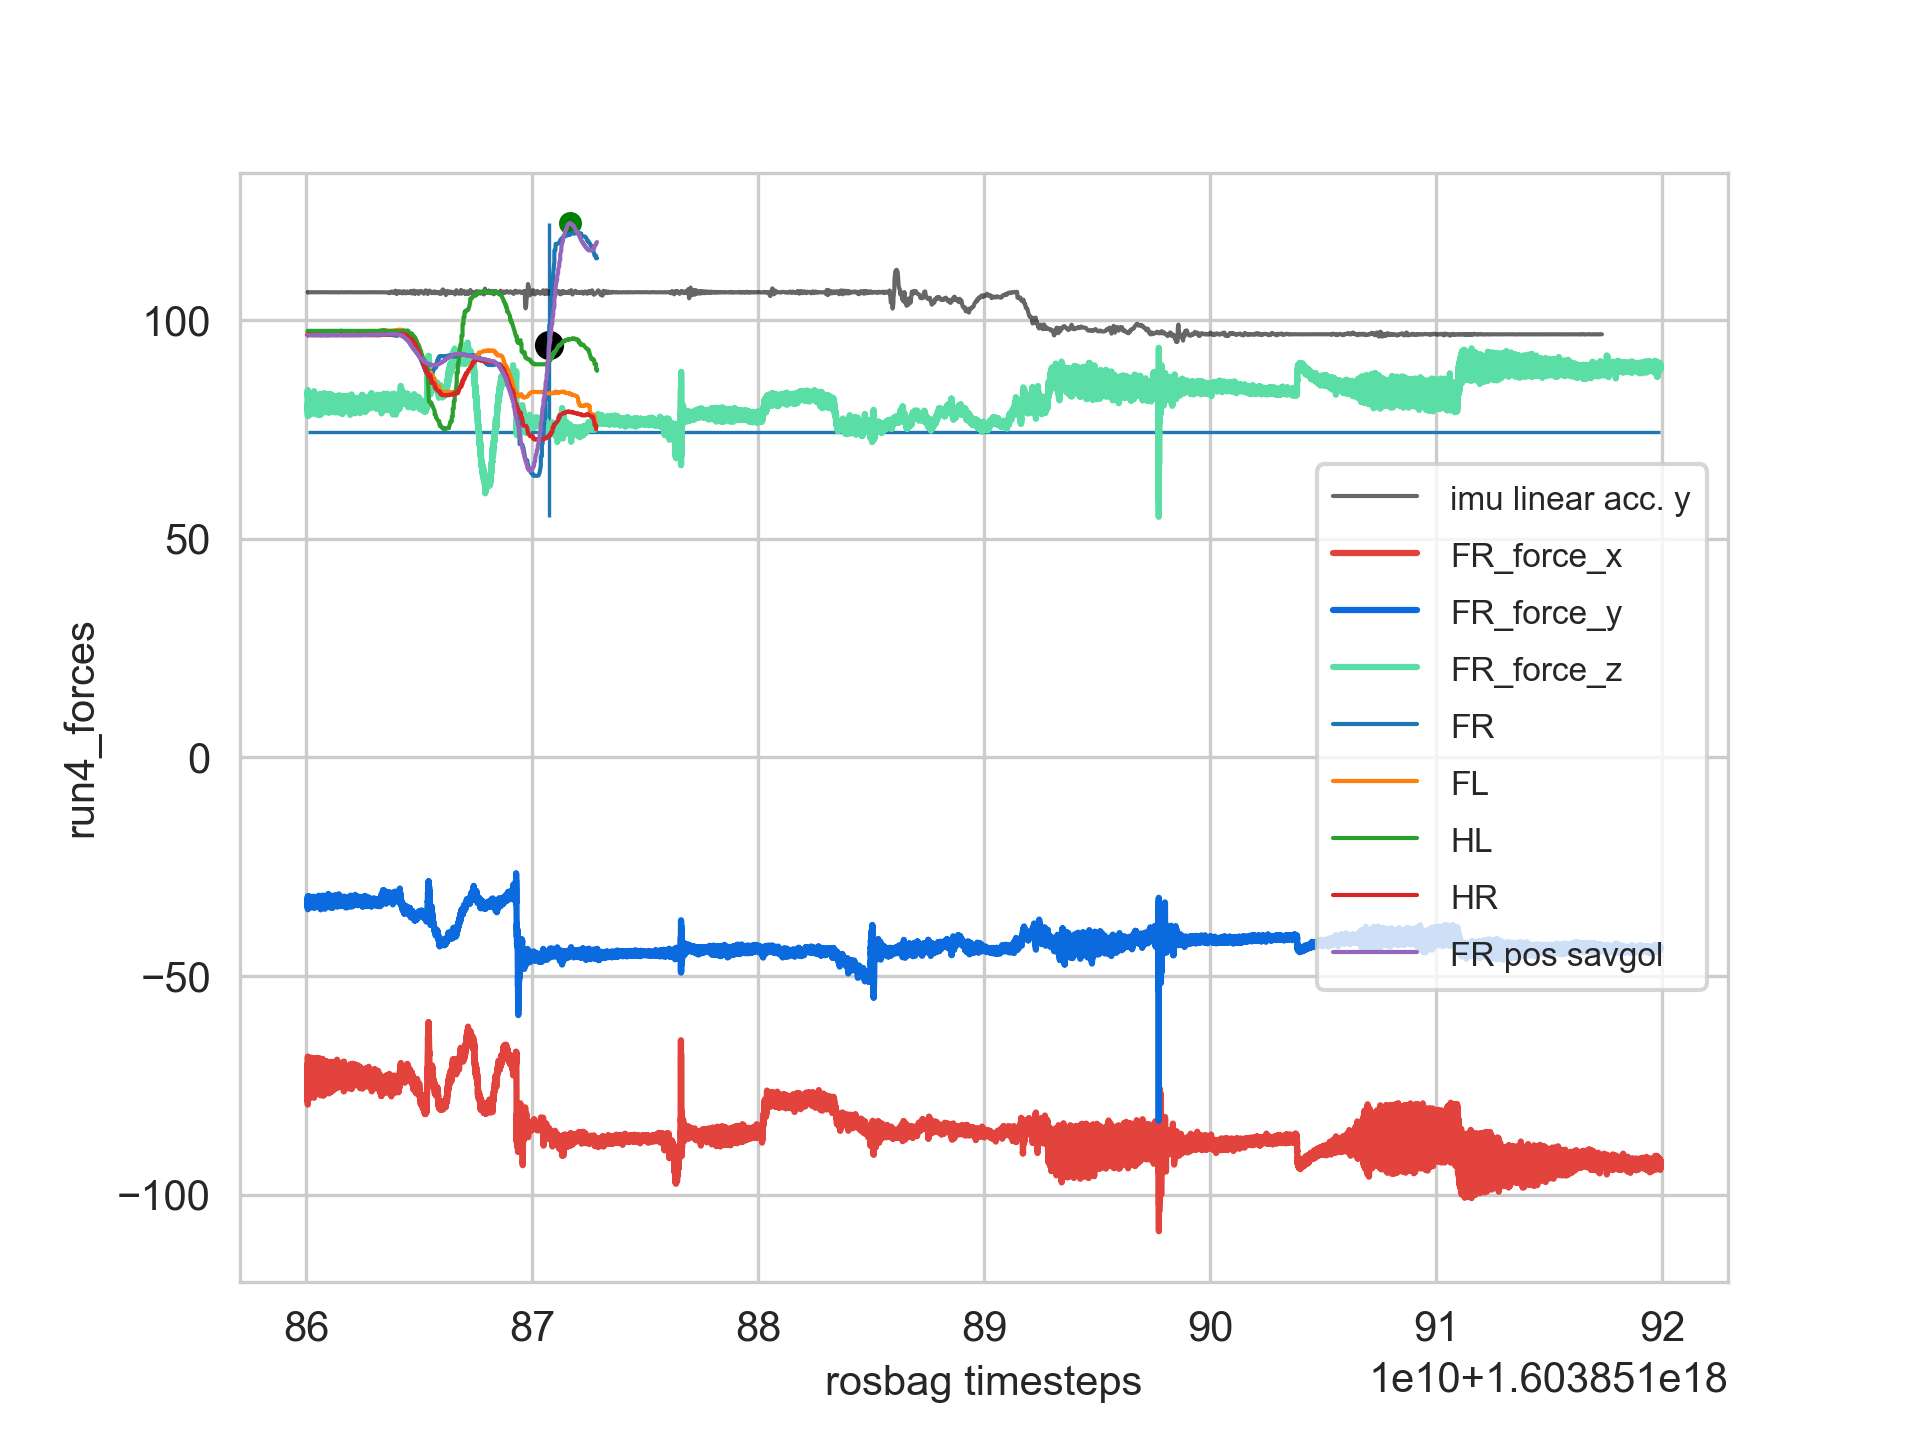 100
50
0
−50
−100
run4_forces
imu linear acc. y
FR_force_x
FR_force_y
FR_force_z
FR
FL
HL
HR
FR pos savgol
86 87 88 89 90 91 92
rosbag timesteps
1e10+1.603851e18